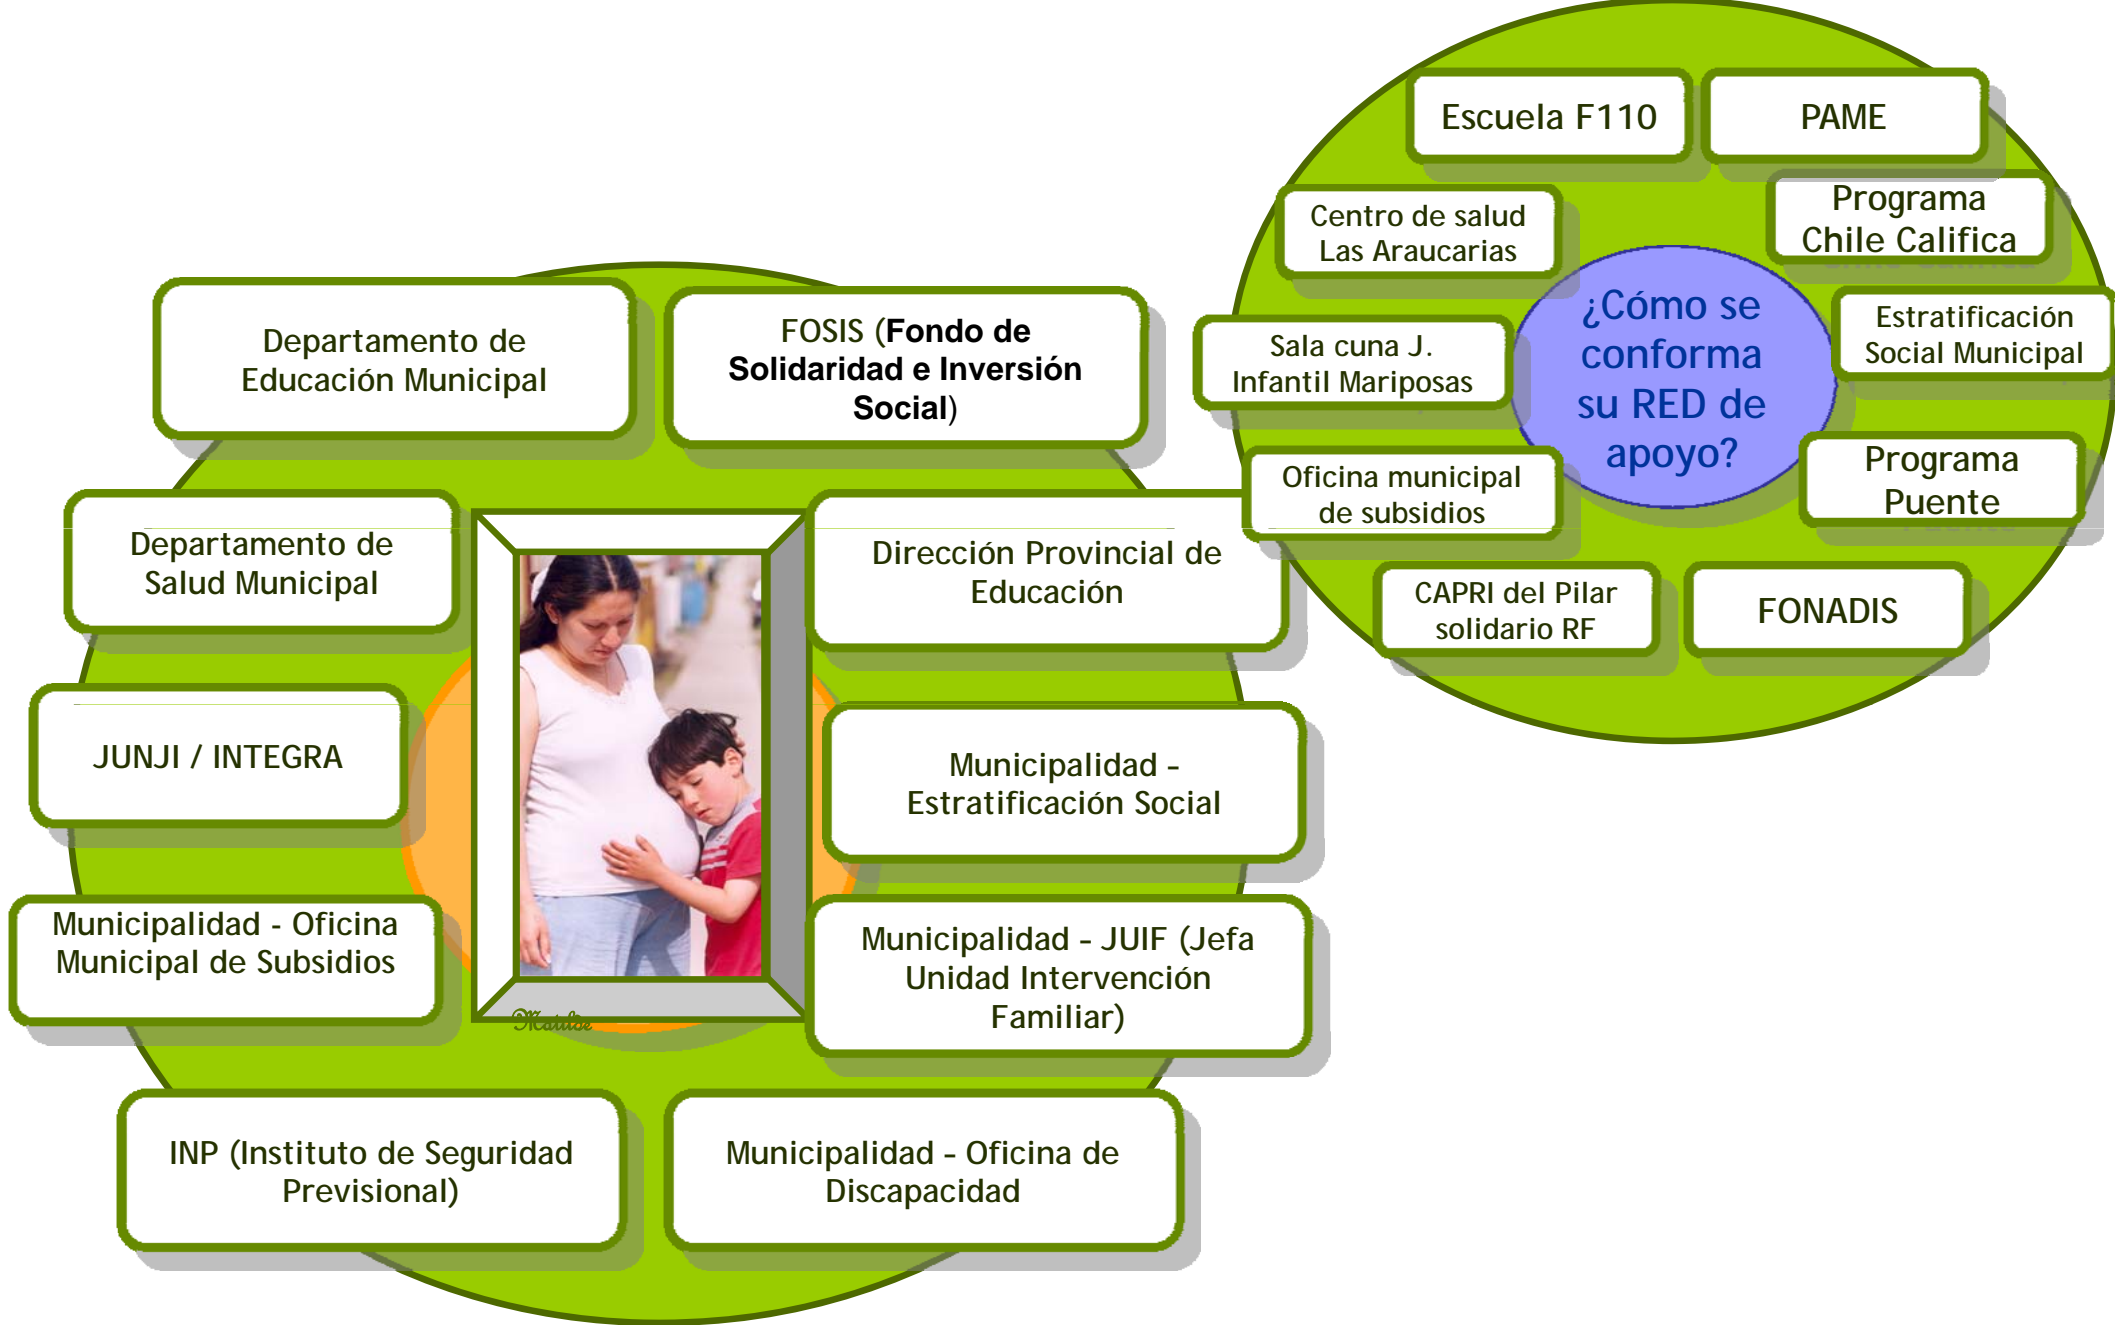 Escuela F110
PAME
Centro de salud
Las Araucarias
Programa
Chile Califica
¿Cómo se
conforma
su RED de
apoyo?
Sala cuna J.
Infantil Mariposas
Estratificación
Social Municipal
Oficina municipal
de subsidios
Programa
Puente
CAPRI del Pilar
solidario RF
FONADIS
Departamento de
Educación Municipal
FOSIS (Fondo de
Solidaridad e Inversión
Social)
Departamento de
Salud Municipal
Dirección Provincial de
Educación
JUNJI / INTEGRA
Municipalidad –
Estratificación Social
Municipalidad - Oficina
Municipal de Subsidios
Municipalidad – JUIF (Jefa
Unidad Intervención
Familiar)
Matilde
INP (Instituto de Seguridad
Previsional)
Municipalidad – Oficina de
Discapacidad